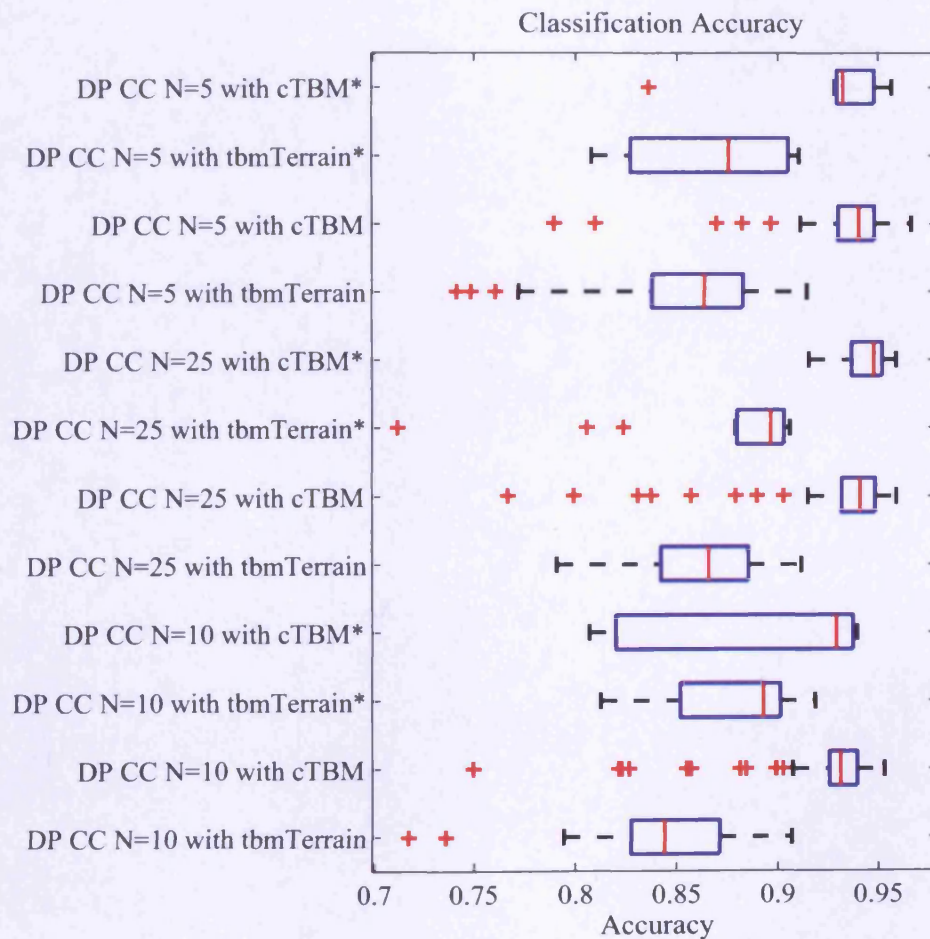 Classification Accuracy
DP CC N=5 with cTBM*
DP CC N=5 with tbmTerrain*
DP CC N=5 with cTBM
DP CC N=5 with tbmTerrain
DP CC N=25 with cTBM*
DP CC N=25 with tbmTerrain*
DP CC N=25 with cTBM
DP CC N=25 with tbmTerrain
DP CC N=10 with cTBM*
DP CC N=10 with tbmTerrain*
DP CC N=10 with cTBM
DP CC N=10 with tbmTerrain
0.7 0.75 0.8 0.85 0.9 0.95
Accuracy